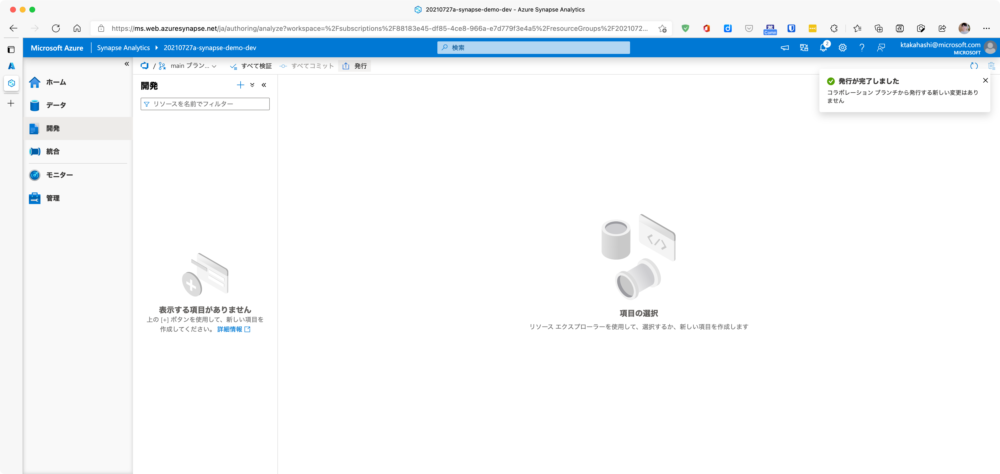 20210727a-synapse-demo-dev - Azure Synapse Analytics
https://ms.web.azuresynapse.net/ja/authoring/analyze?workspace=%2Fsubscriptions%2F88183e45-df85-4ce8-966a-e7d779f3e4a5%2FresourceGroups%2F2021072...
英
Comn
Microsoft Azure
Synapse Analytics
20210727a-synapse-demo-dev
検索
2
ktakahashi@microsoft.com
MICROSOFT
/ main ブラン...
すべて検証
すべてコミット
発行
ホーム
データ
開発
統合
モニター
管理
開発
リソースを名前でフィルター
表示する項目がありません
上の [+] ボタンを使用して、新しい項目を
作成してください。 詳細情報
発行が完了しました
コラボレーション ブランチから発行する新しい変更はあり
ません
項目の選択
リソース エクスプローラーを使用して、選択するか、新しい項目を作成します